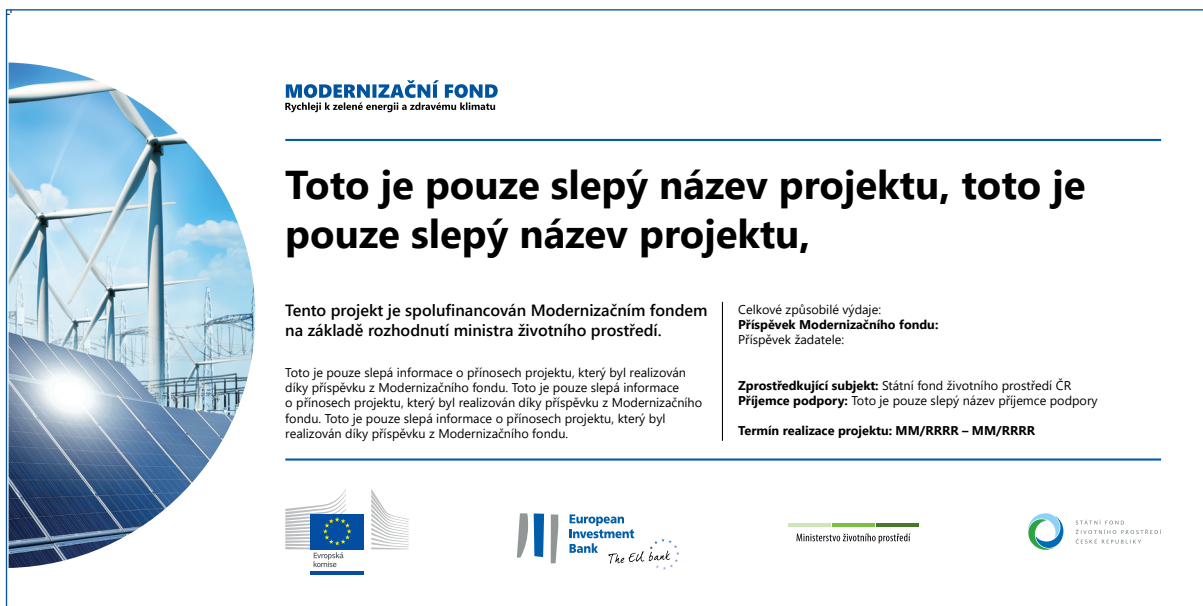 MODERNIZAČNÍ FOND
Rychleji k zelené energii a zdravému klimatu
Toto je pouze slepý název projektu, toto je
pouze slepý název projektu,
Tento projekt je spolufinancován Modernizačním fondem
na základě rozhodnutí ministra životního prostředí.
Toto je pouze slepá informace o přínosech projektu, který byl realizován
díky příspěvku z Modernizačního fondu. Toto je pouze slepá informace
o přínosech projektu, který byl realizován díky příspěvku z Modernizačního
fondu. Toto je pouze slepá informace o přínosech projektu, který byl
realizován díky příspěvku z Modernizačního fondu.
Celkové způsobilé výdaje:
Příspěvek Modernizačního fondu:
Příspěvek žadatele:
Zprostředkující subjekt: Státní fond životního prostředí ČR
Příjemce podpory: Toto je pouze slepý název příjemce podpory
Termín realizace projektu: MM/RRRR – MM/RRRR
Evropská
komise
European
Investment
Bank
The EU bank
Ministerstvo životního prostředí
STÁTNÍ FOND
ŽIVOTNÍHO PROSTŘEDÍ
ČESKÉ REPUBLIKY